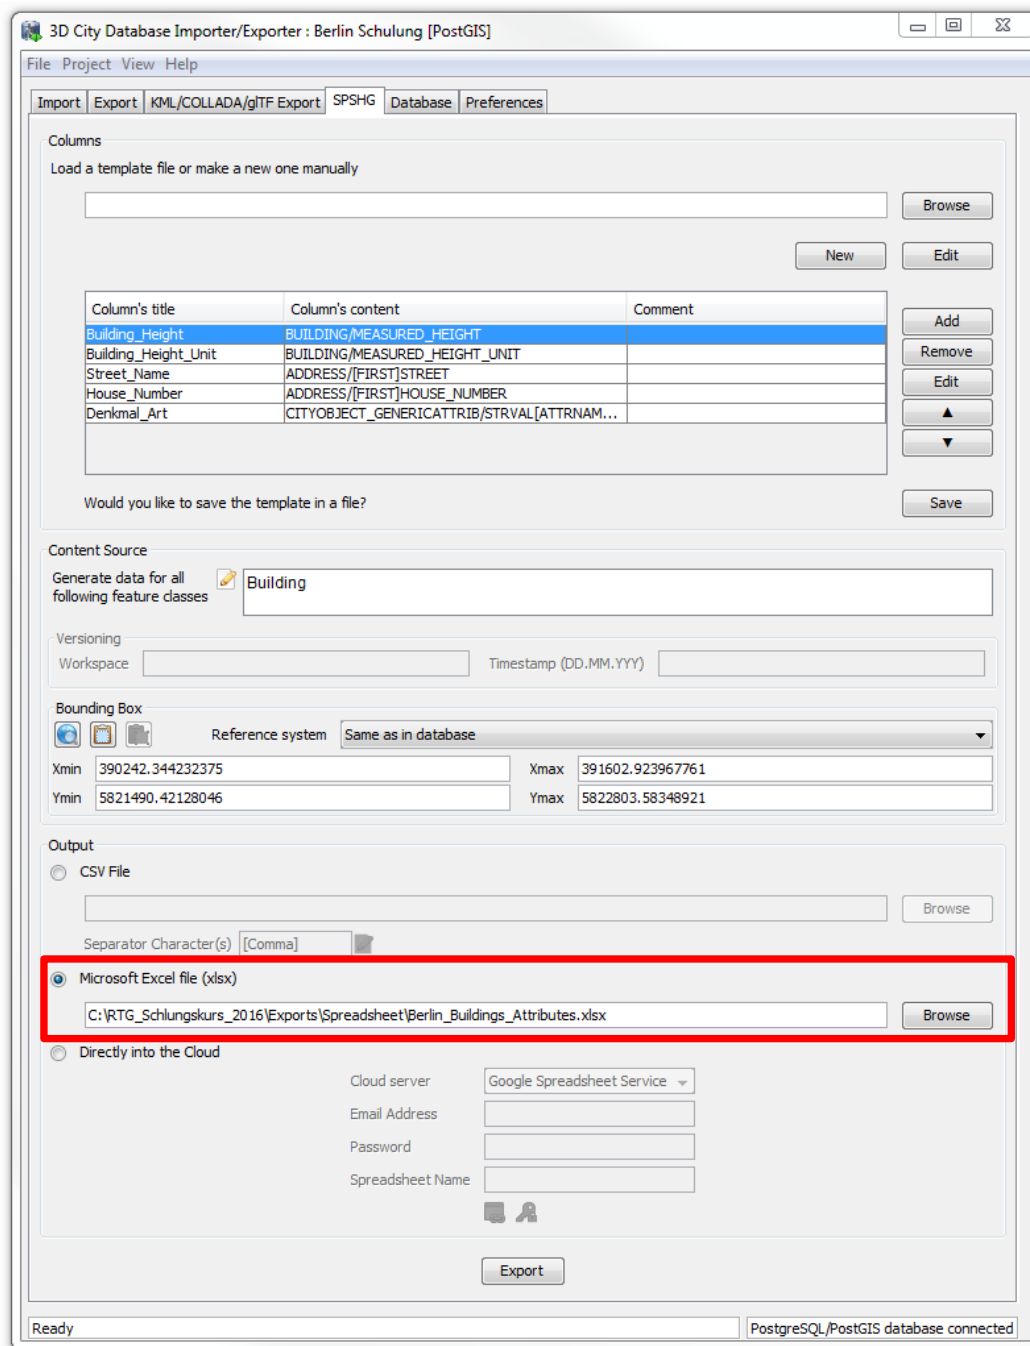 3D City Database Importer/Exporter : Berlin Schulung [PostGIS]
File Project View Help
Import Export KML/COLLADA/glTF Export SPSHG Database Preferences
Columns
Load a template file or make a new one manually
Browse
New Edit
Column's title Column's content Comment
Building_Height BUILDING/MEASURED_HEIGHT
Building_Height_Unit BUILDING/MEASURED_HEIGHT_UNIT
Street_Name ADDRESS/[FIRST]STREET
House_Number ADDRESS/[FIRST]HOUSE_NUMBER
Denkmal_Art CITYOBJECT_GENERICATTRIB/STRVAL[ATTRNAM...
Add
Remove
Edit
▲
▼
Would you like to save the template in a file? Save
Content Source
Generate data for all
following feature classes
Building
Versioning
Workspace Timestamp (DD.MM.YYY)
Bounding Box
Reference system Same as in database
Xmin 390242.344232375 Xmax 391602.923967761
Ymin 5821490.42128046 Ymax 5822803.58348921
Output
CSV File
Browse
Separator Character(s) [Comma]
Microsoft Excel file (xlsx)
C:\RTG_Schlungskurs_2016\Exports\Spreadsheet\Berlin_Buildings_Attributes.xlsx Browse
Directly into the Cloud
Cloud server Google Spreadsheet Service
Email Address
Password
Spreadsheet Name
Export
Ready PostgreSQL/PostGIS database connected